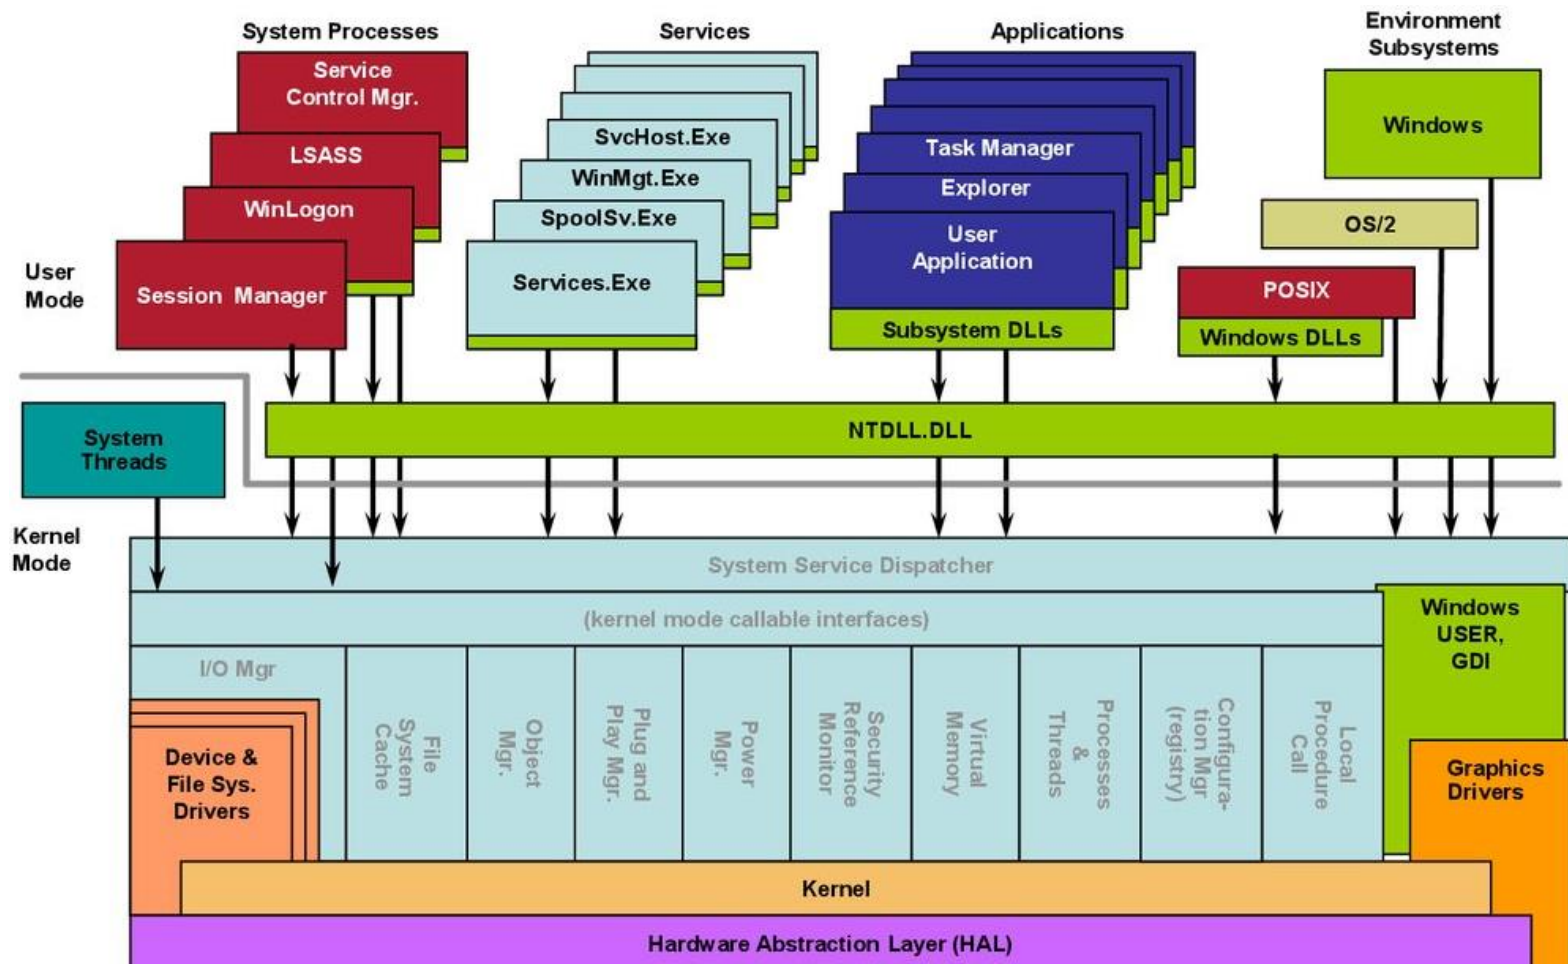 System Processes
Services
Applications
Environment
Subsystems
Service
Control Mgr.
LSASS
WinLogon
Session Manager
SvcHost.Exe
WinMgt.Exe
SpoolSv.Exe
Services.Exe
Task Manager
Explorer
User
Application
Subsystem DLLs
Windows
OS/2
POSIX
Windows DLLs
User
Mode
NTDLL.DLL
System
Threads
Kernel
Mode
System Service Dispatcher
(kernel mode callable interfaces)
Windows
USER,
GDI
I/O Mgr
Device &
File Sys.
Drivers
File
System
Cache
Object
Mgr.
Plug and
Play Mgr.
Power
Mgr.
Security
Reference
Monitor
Virtual
Memory
Processes
&
Threads
Configura-
tion Mgr
(registry)
Local
Procedure
Call
Graphics
Drivers
Kernel
Hardware Abstraction Layer (HAL)